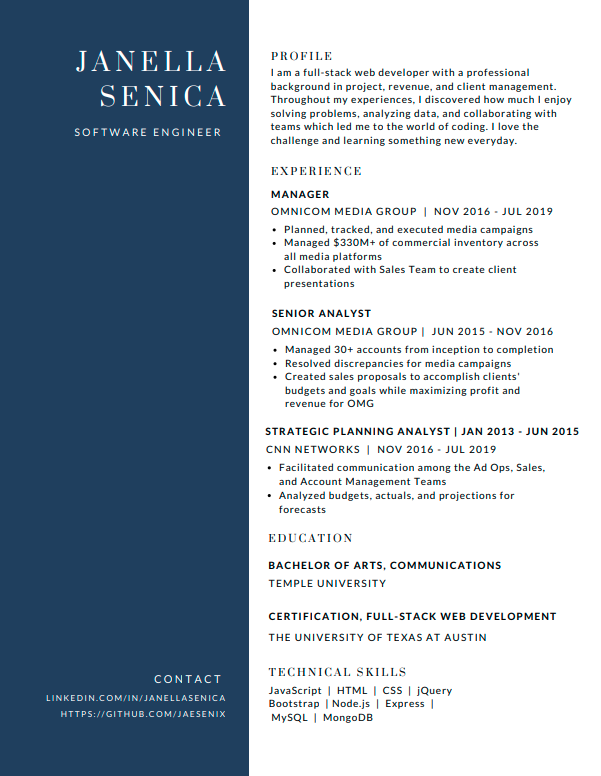 JANELLA
SENICA
SOFTWARE ENGINEER
CONTACT
LINKEDIN.COM/IN/JANELLASENICA
HTTPS://GITHUB.COM/JAESENIX
PROFILE
I am a full-stack web developer with a professional
background in project, revenue, and client management.
Throughout my experiences, I discovered how much I enjoy
solving problems, analyzing data, and collaborating with
teams which led me to the world of coding. I love the
challenge and learning something new everyday.
EXPERIENCE
MANAGER
OMNICOM MEDIA GROUP | NOV 2016 - JUL 2019
• Planned, tracked, and executed media campaigns
• Managed $330M+ of commercial inventory across
all media platforms
• Collaborated with Sales Team to create client
presentations
SENIOR ANALYST
OMNICOM MEDIA GROUP | JUN 2015 - NOV 2016
• Managed 30+ accounts from inception to completion
• Resolved discrepancies for media campaigns
• Created sales proposals to accomplish clients'
budgets and goals while maximizing profit and
revenue for OMG
STRATEGIC PLANNING ANALYST | JAN 2013 - JUN 2015
CNN NETWORKS | NOV 2016 - JUL 2019
• Facilitated communication among the Ad Ops, Sales,
and Account Management Teams
• Analyzed budgets, actuals, and projections for
forecasts
EDUCATION
BACHELOR OF ARTS, COMMUNICATIONS
TEMPLE UNIVERSITY
CERTIFICATION, FULL-STACK WEB DEVELOPMENT
THE UNIVERSITY OF TEXAS AT AUSTIN
TECHNICAL SKILLS
JavaScript | HTML | CSS | jQuery
Bootstrap | Node.js | Express |
MySQL | MongoDB